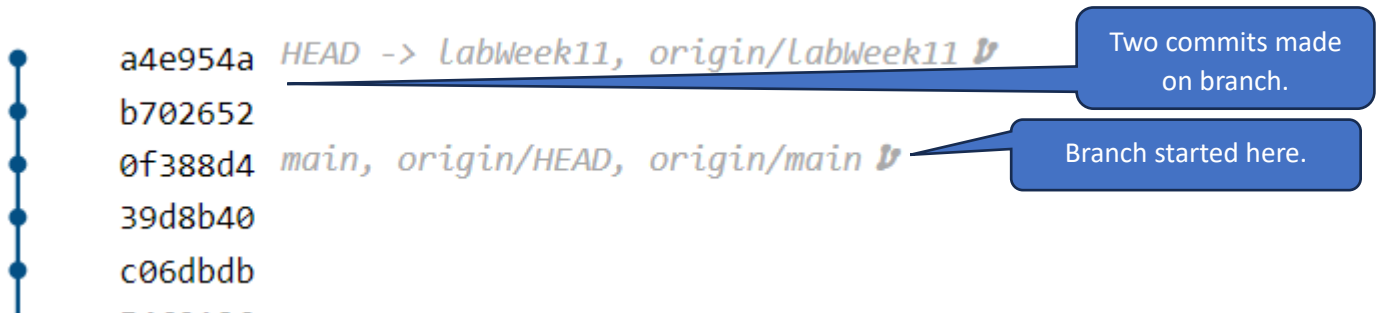 a4e954a HEAD -> labWeek11, origin/labWeek11
Two commits made
on branch.
b702652
0f388d4 main, origin/HEAD, origin/main
Branch started here.
39d8b40
c06dbdb